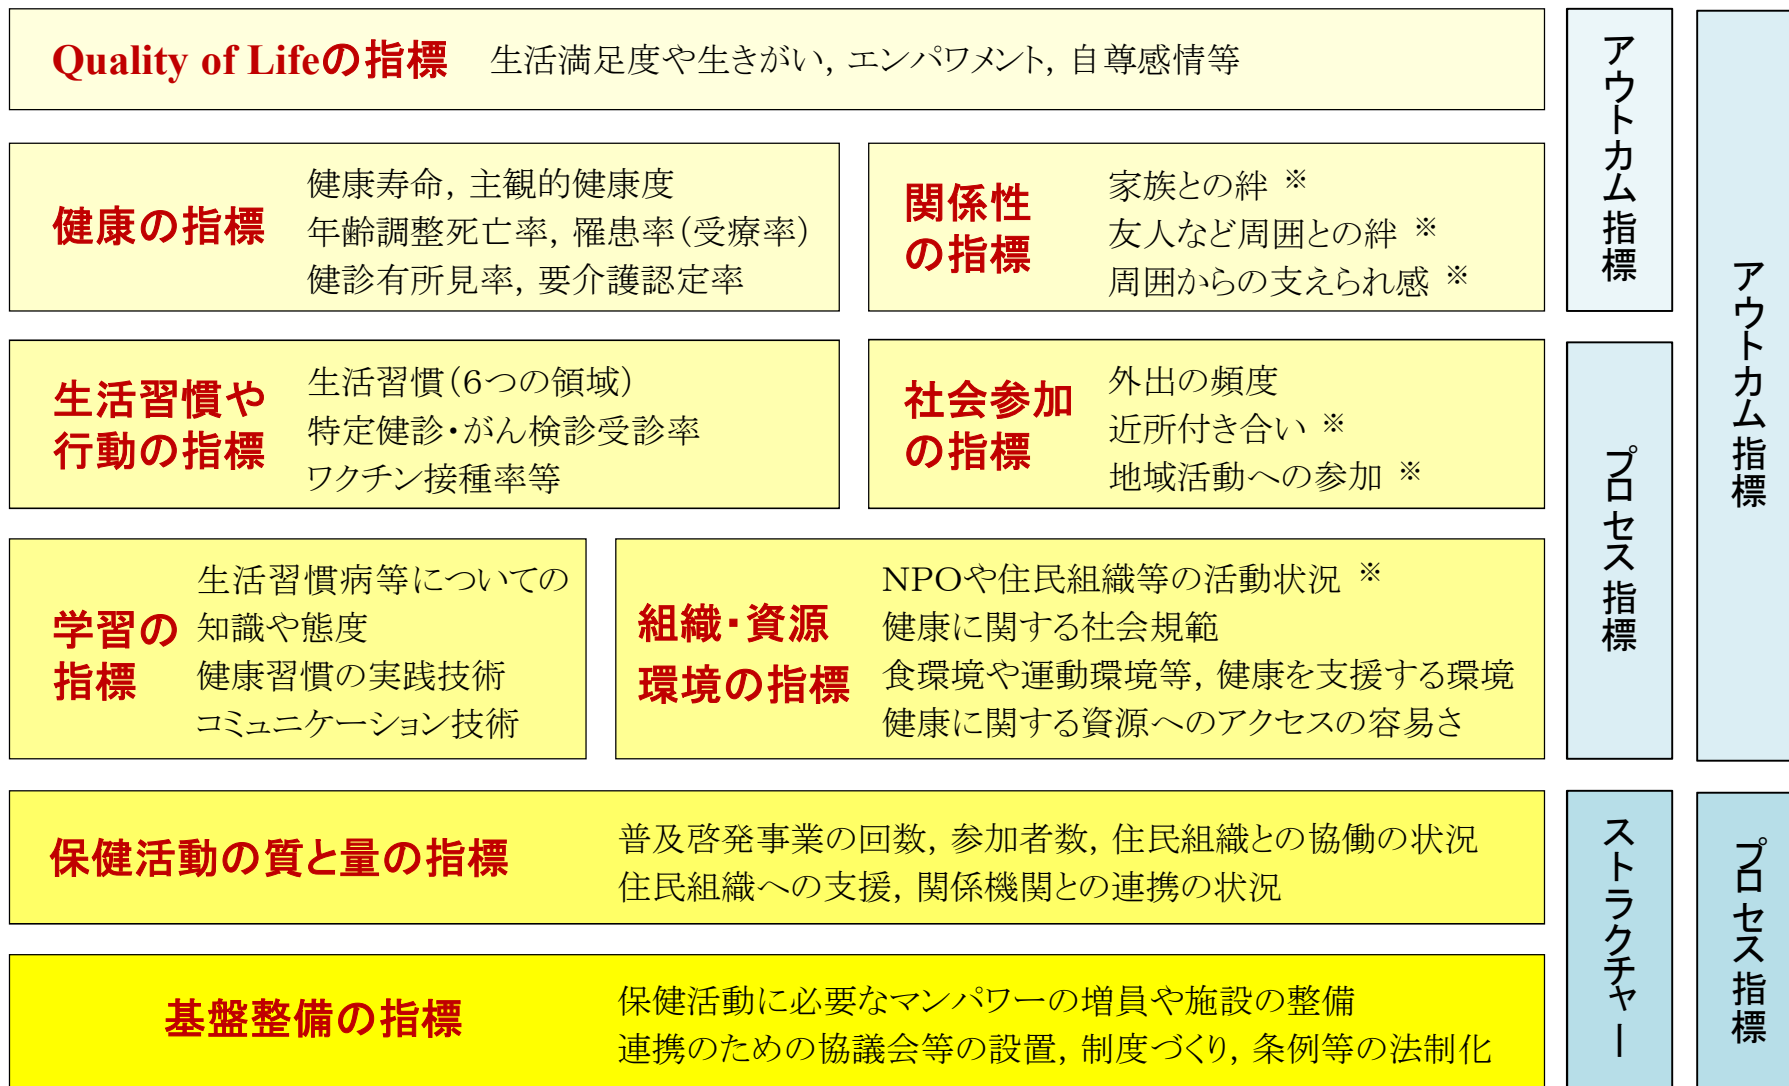 Quality of Lifeの指標
生活満足度や生きがい, エンパワメント, 自尊感情等
健康の指標
健康寿命, 主観的健康度
年齢調整死亡率, 罹患率(受療率)
健診有所見率, 要介護認定率
関係性
の指標
家族との絆 ※
友人など周囲との絆 ※
周囲からの支えられ感 ※
生活習慣や
行動の指標
生活習慣(6つの領域)
特定健診・がん検診受診率
ワクチン接種率等
社会参加
の指標
外出の頻度
近所付き合い ※
地域活動への参加 ※
学習の
指標
生活習慣病等についての
知識や態度
健康習慣の実践技術
コミュニケーション技術
組織・資源
環境の指標
NPOや住民組織等の活動状況 ※
健康に関する社会規範
食環境や運動環境等, 健康を支援する環境
健康に関する資源へのアクセスの容易さ
保健活動の質と量の指標
普及啓発事業の回数, 参加者数, 住民組織との協働の状況
住民組織への支援, 関係機関との連携の状況
基盤整備の指標
保健活動に必要なマンパワーの増員や施設の整備
連携のための協議会等の設置, 制度づくり, 条例等の法制化
アウトカム指標
プロセス指標
ストラクチャー
アウトカム指標
プロセス指標